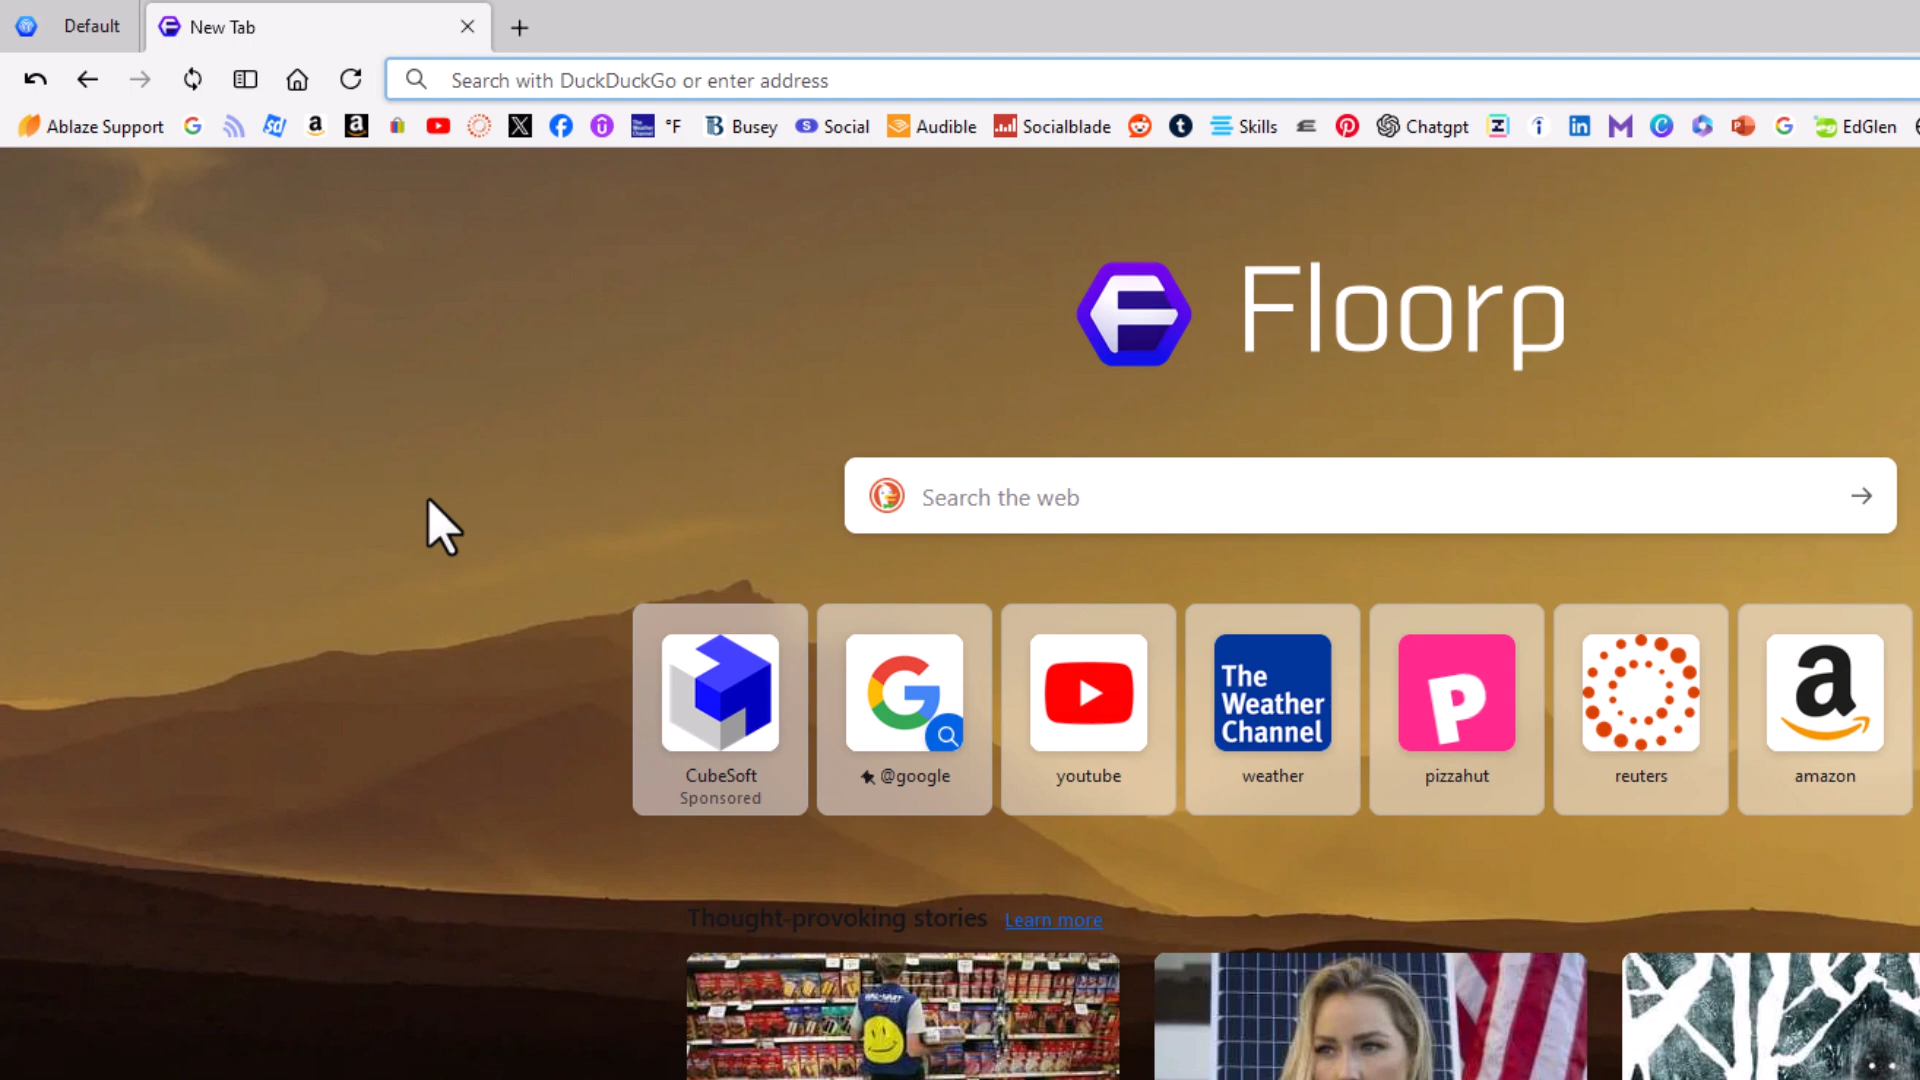 Default
New Tab
Search with DuckDuckGo or enter address
Ablaze Support
°F
Busey
Social
Audible
Socialblade
Skills
Chatgpt
EdGlen
Floorp
Search the web
The
Weather
Channel
CubeSoft
Sponsored
@google
youtube
weather
pizzahut
reuters
amazon
Thought-provoking stories Learn more
WAL-MART